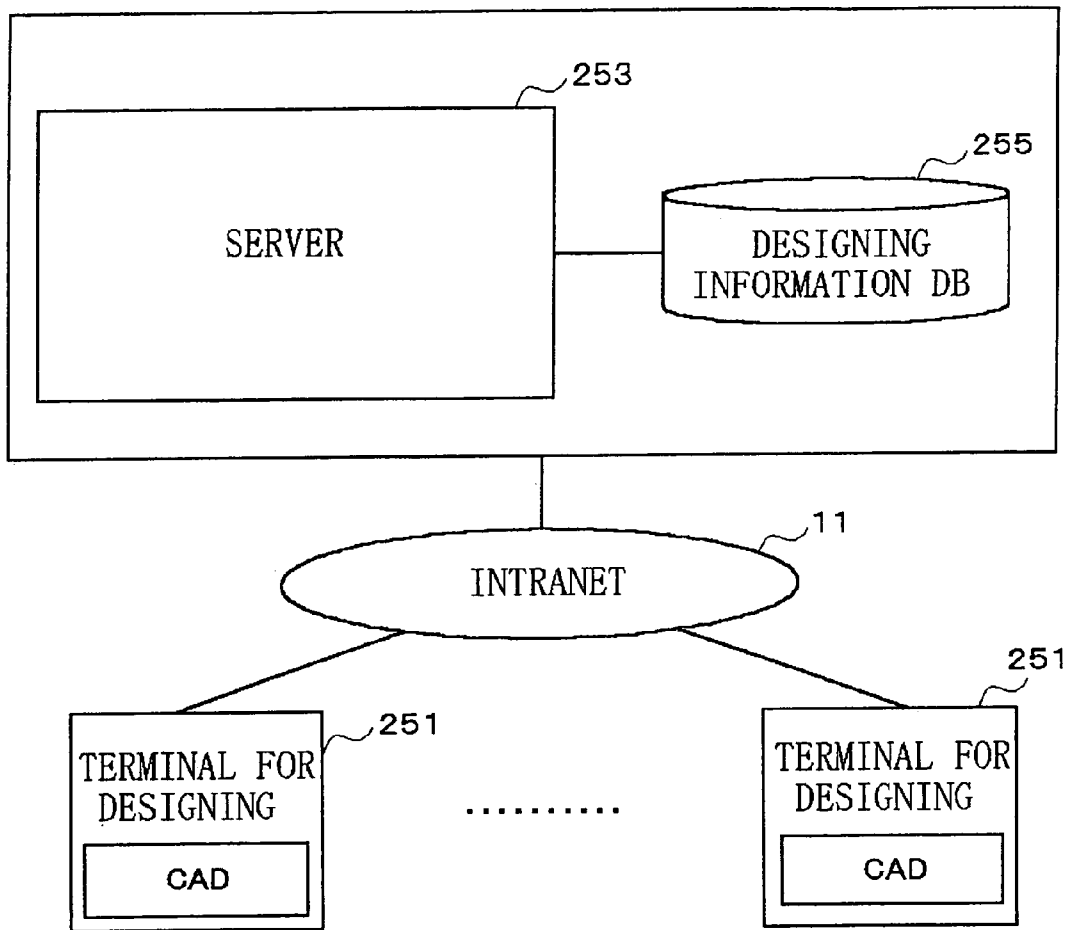 253
255
SERVER
DESIGNING
INFORMATION DB
11
INTRANET
251
251
TERMINAL FOR
DESIGNING
CAD
..........
TERMINAL FOR
DESIGNING
CAD